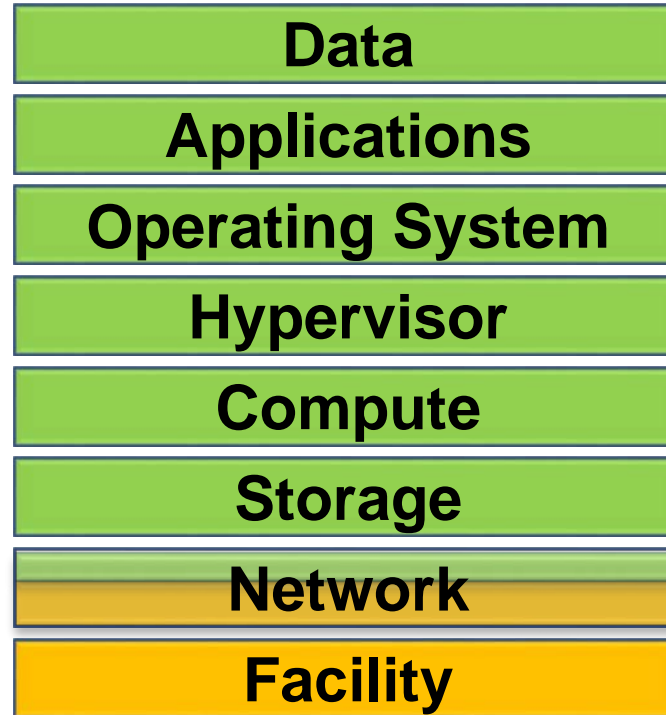 Data
Applications
Operating System
Hypervisor
Compute
Storage
Network
Facility